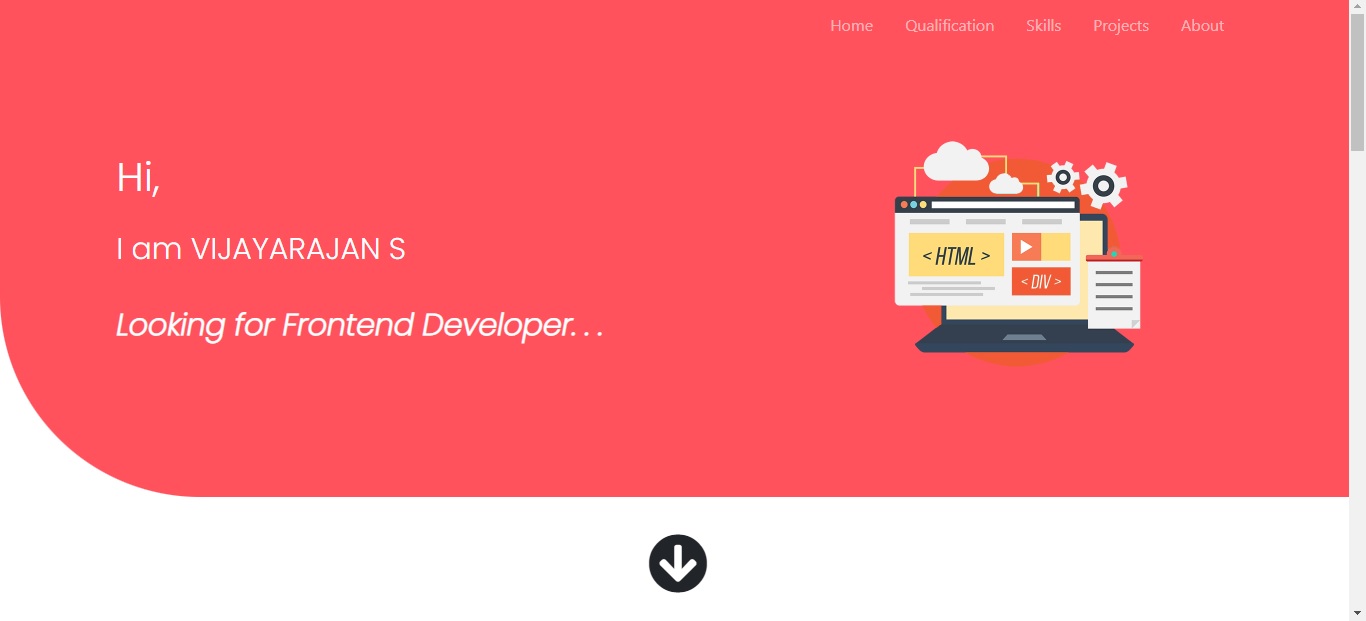 Home Qualification Skills Projects About
Hi,
I am VIJAYARAJAN S
Looking for Frontend Developer. . .
< HTML >
< DIV >